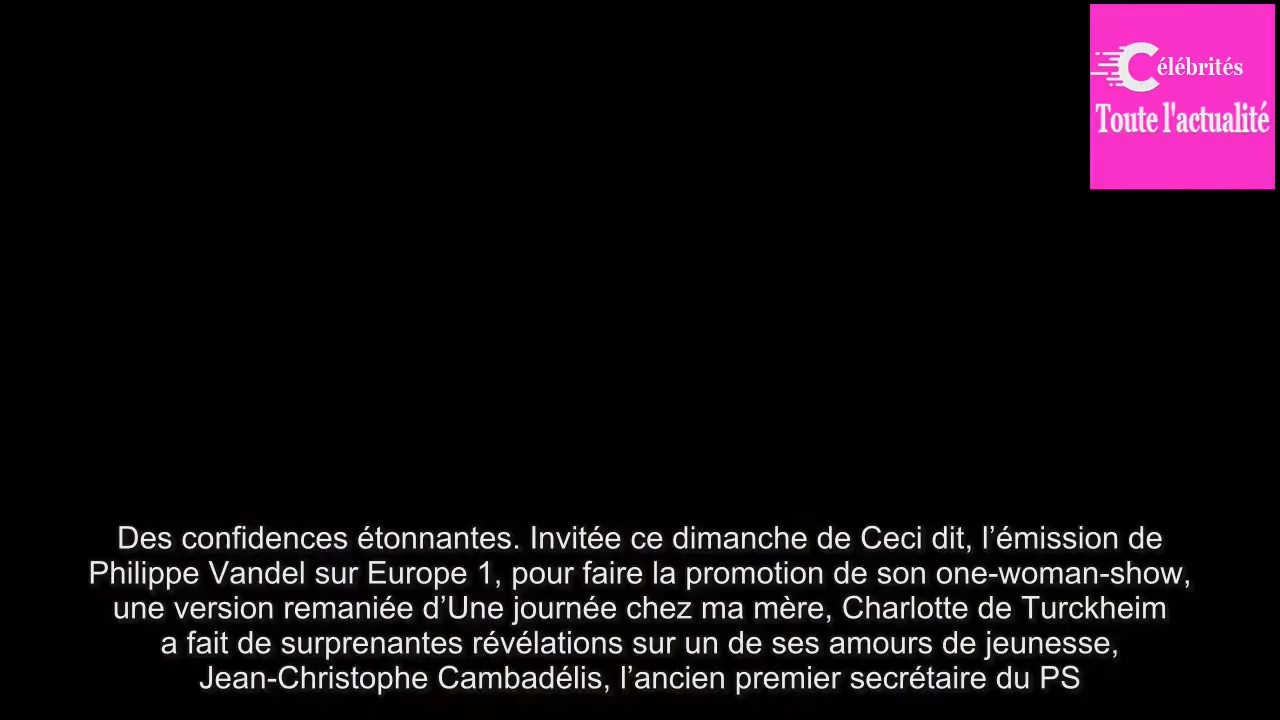 Célébrités
Toute l'actualité
Des confidences étonnantes. Invitée ce dimanche de Ceci dit, l’émission de
Philippe Vandel sur Europe 1, pour faire la promotion de son one-woman-show,
une version remaniée d’Une journée chez ma mère, Charlotte de Turckheim
a fait de surprenantes révélations sur un de ses amours de jeunesse,
Jean-Christophe Cambadélis, l’ancien premier secrétaire du PS